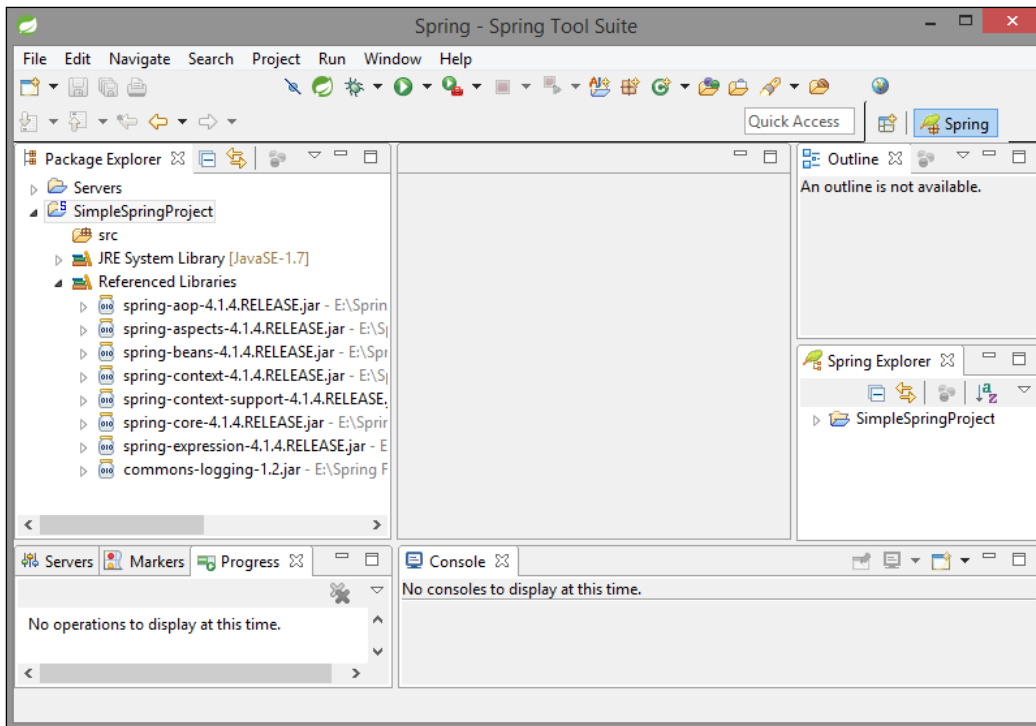 Spring - Spring Tool Suite
File Edit Navigate Search Project Run Window Help
Quick Access
Spring
Package Explorer
Servers
SimpleSpringProject
src
JRE System Library [JavaSE-1.7]
Referenced Libraries
spring-aop-4.1.4.RELEASE.jar - E:\Sprin
spring-aspects-4.1.4.RELEASE.jar - E:\S
spring-beans-4.1.4.RELEASE.jar - E:\Spr
spring-context-4.1.4.RELEASE.jar - E:\S
spring-context-support-4.1.4.RELEASE.
spring-core-4.1.4.RELEASE.jar - E:\Sprin
spring-expression-4.1.4.RELEASE.jar - E
commons-logging-1.2.jar - E:\Spring F
Outline
An outline is not available.
Spring Explorer
SimpleSpringProject
Servers Markers Progress
No operations to display at this time.
Console
No consoles to display at this time.